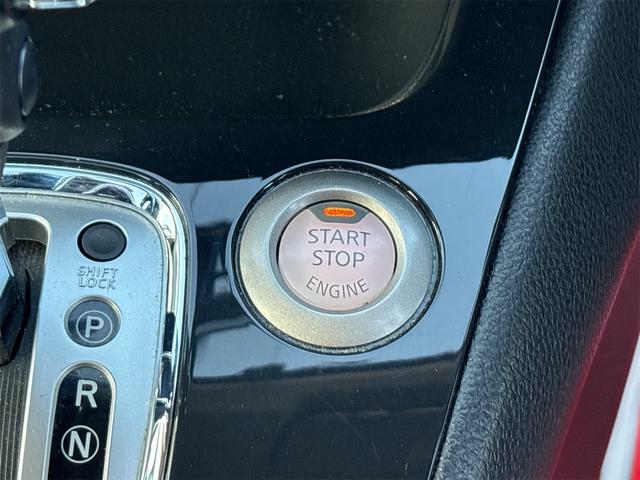 START
STOP
ENGINE
SHIFT
LOCK
P
R
N